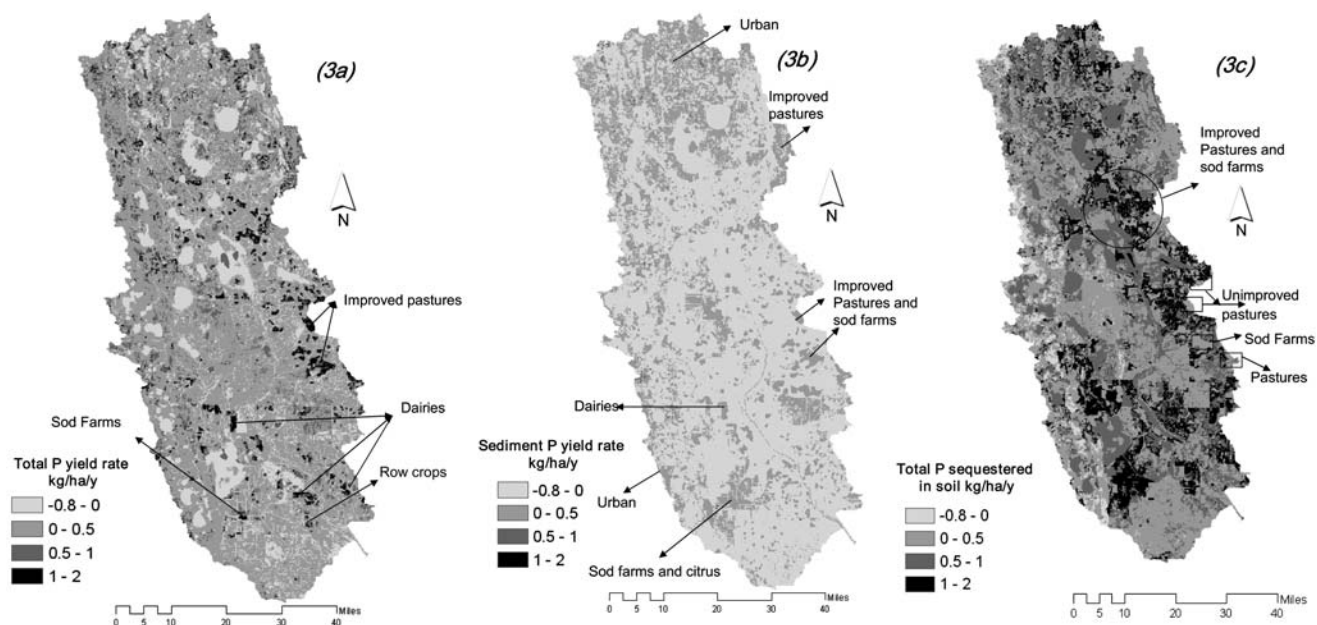 (3a)
N
Improved pastures
Dairies
Sod Farms
Row crops
Total P yield rate
kg/ha/y
-0.8 - 0
0 - 0.5
0.5 - 1
1 - 2
Miles
0 5 10 20 30 40
(3b)
Urban
Improved
pastures
N
Improved
Pastures and
sod farms
Dairies
Sediment P yield rate
kg/ha/y
-0.8 - 0
0 - 0.5
0.5 - 1
1 - 2
Urban
Sod farms and citrus
Miles
0 5 10 20 30 40
(3c)
Improved
Pastures and
sod farms
N
Unimproved
pastures
Sod Farms
Pastures
Total P sequestered
in soil kg/ha/y
-0.8 - 0
0 - 0.5
0.5 - 1
1 - 2
Miles
0 5 10 20 30 40